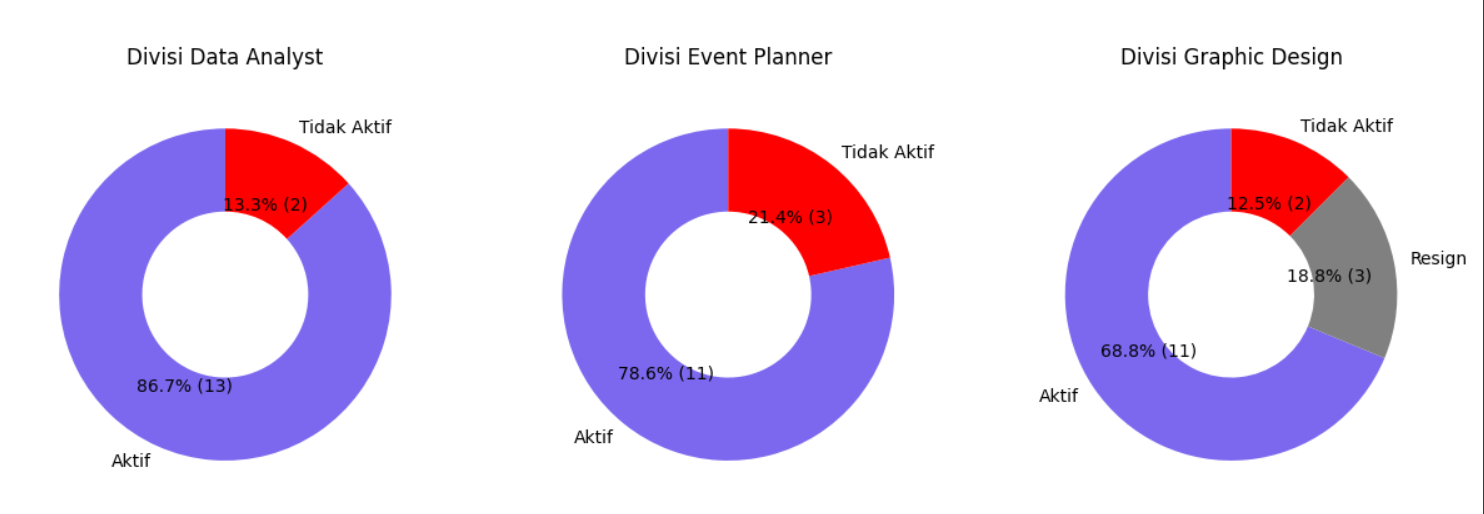 Divisi Data Analyst
Tidak Aktif
13.3% (2)
86.7% (13)
Aktif
Divisi Event Planner
Tidak Aktif
21.4% (3)
78.6% (11)
Aktif
Divisi Graphic Design
Tidak Aktif
12.5% (2)
Resign
18.8% (3)
68.8% (11)
Aktif